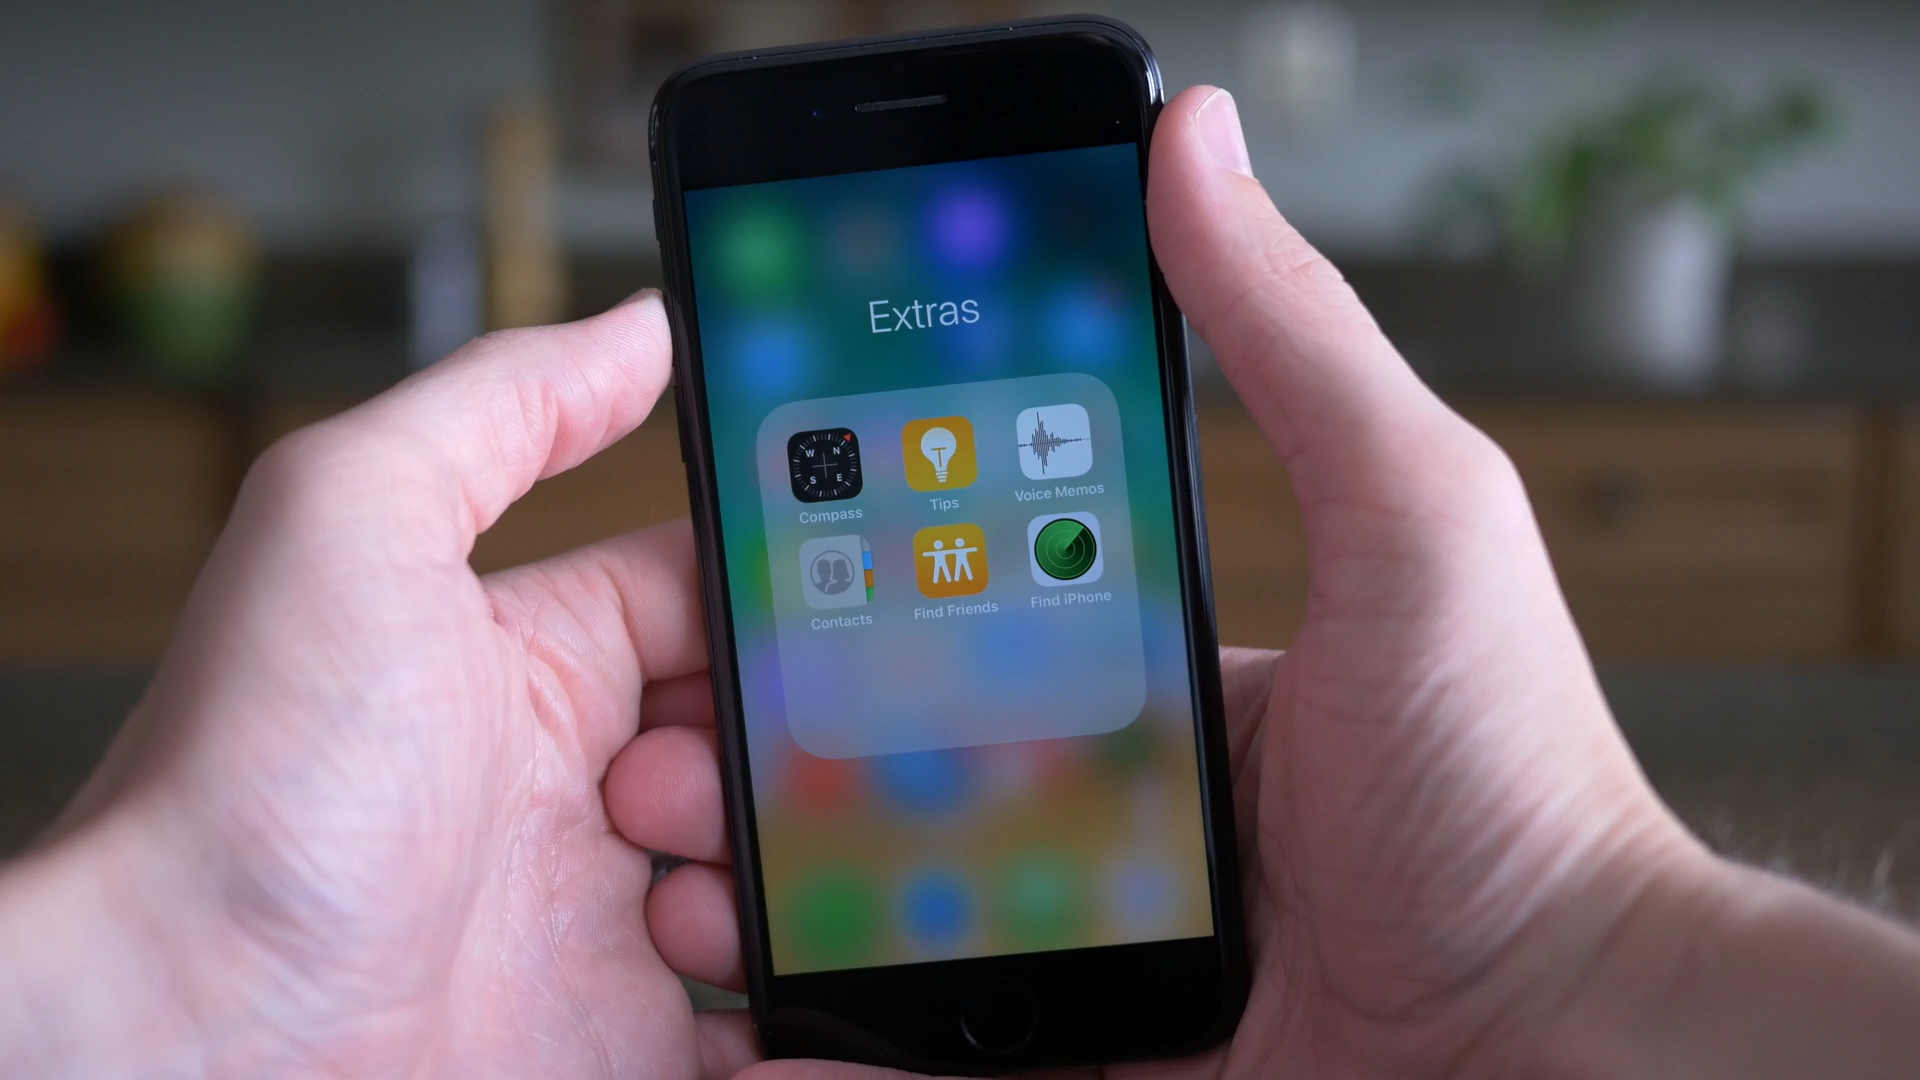 Extras
W N
S E
Compass
Tips
Voice Memos
Contacts
Find Friends
Find iPhone